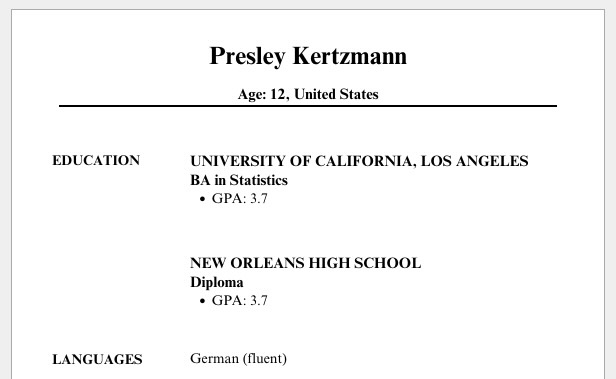 Presley Kertzmann
Age: 12, United States
EDUCATION
UNIVERSITY OF CALIFORNIA, LOS ANGELES
BA in Statistics
• GPA: 3.7
NEW ORLEANS HIGH SCHOOL
Diploma
• GPA: 3.7
LANGUAGES
German (fluent)